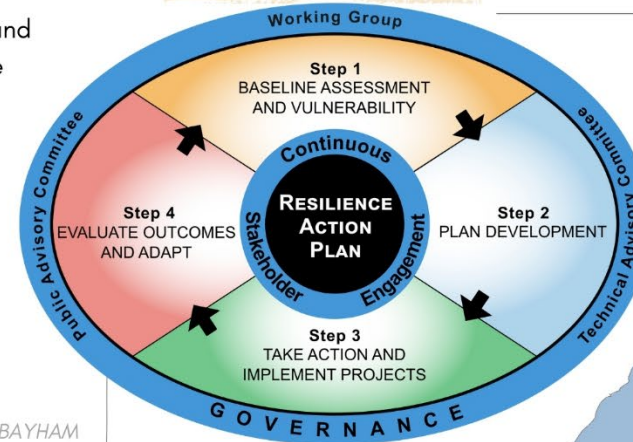 und
e
Working Group
Public Advisory Committee
Technical Advisory Committee
Step 1
BASELINE ASSESSMENT
AND VULNERABILITY
Continuous
Stakeholder
Engagement
RESILIENCE
ACTION
PLAN
Step 4
EVALUATE OUTCOMES
AND ADAPT
Step 2
PLAN DEVELOPMENT
Step 3
TAKE ACTION AND
IMPLEMENT PROJECTS
GOVERNANCE
BAYHAM